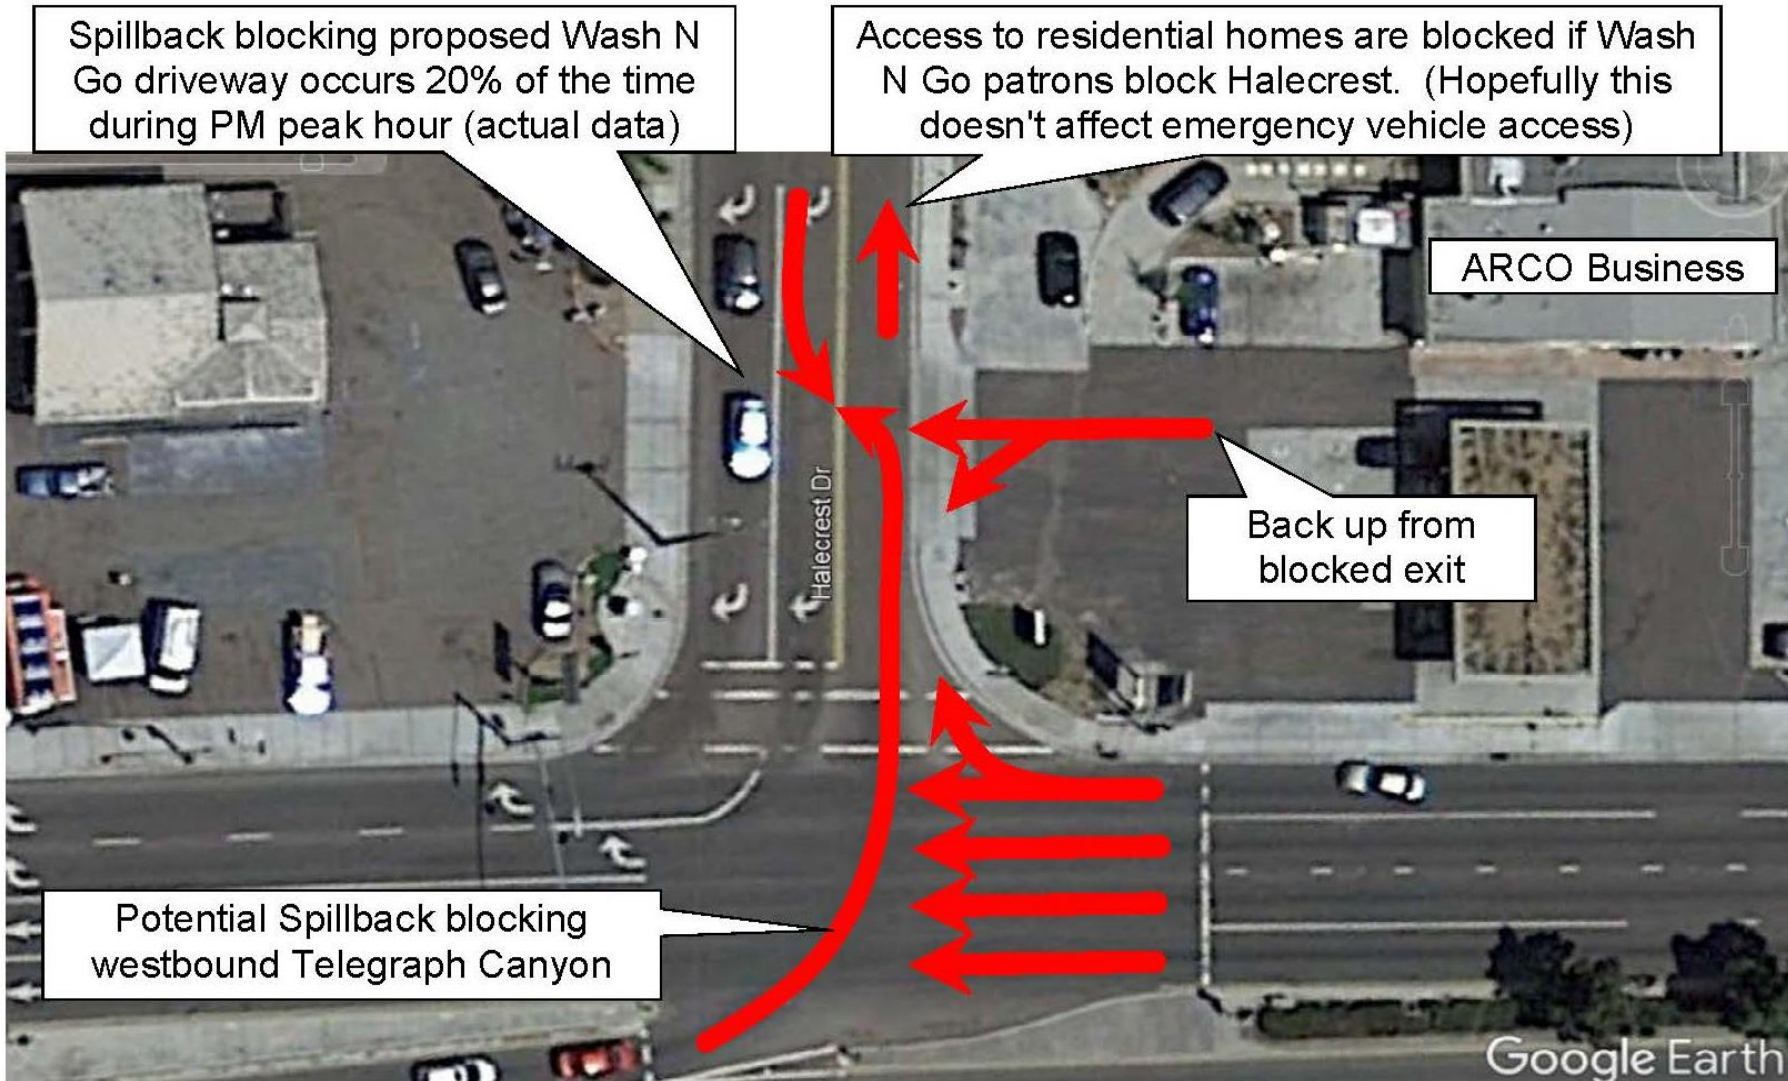 Spillback blocking proposed Wash N
Go driveway occurs 20% of the time
during PM peak hour (actual data)
Access to residential homes are blocked if Wash
N Go patrons block Halecrest.  (Hopefully this
doesn't affect emergency vehicle access)
ARCO Business
Halecrest Dr
Back up from
blocked exit
Potential Spillback blocking
westbound Telegraph Canyon
Google Earth